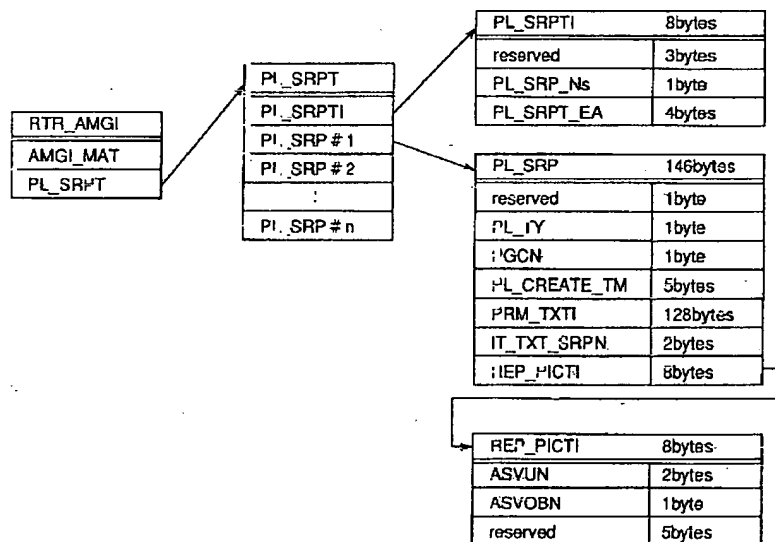 RTR_AMGI
AMGI_MAT
PL_SRPT
PL_SRPT
PL_SRPTI
PL_SRP #1
PL_SRP #2
:
PL_SRP #n
PL_SRPTI 8bytes
reserved 3bytes
PL_SRP_Ns 1byte
PL_SRPT_EA 4bytes
PL_SRP 146bytes
reserved 1byte
PL_TY 1byte
PGCN 1byte
PL_CREATE_TM 5bytes
PRM_TXTI 128bytes
IT_TXT_SRPN 2bytes
REP_PICTI 8bytes
REP_PICTI 8bytes
ASVUN 2bytes
ASVOBN 1byte
reserved 5bytes